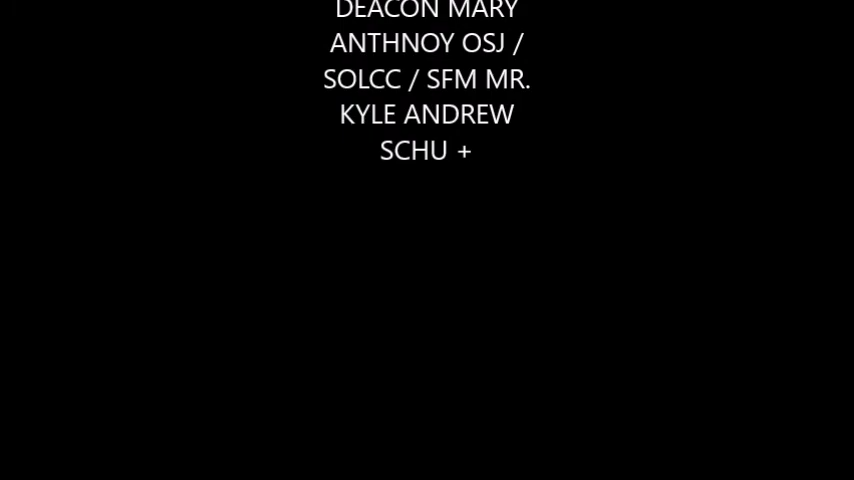 DEACON MARY
ANTHNOY OSJ /
SOLCC / SFM MR.
KYLE ANDREW
SCHU +